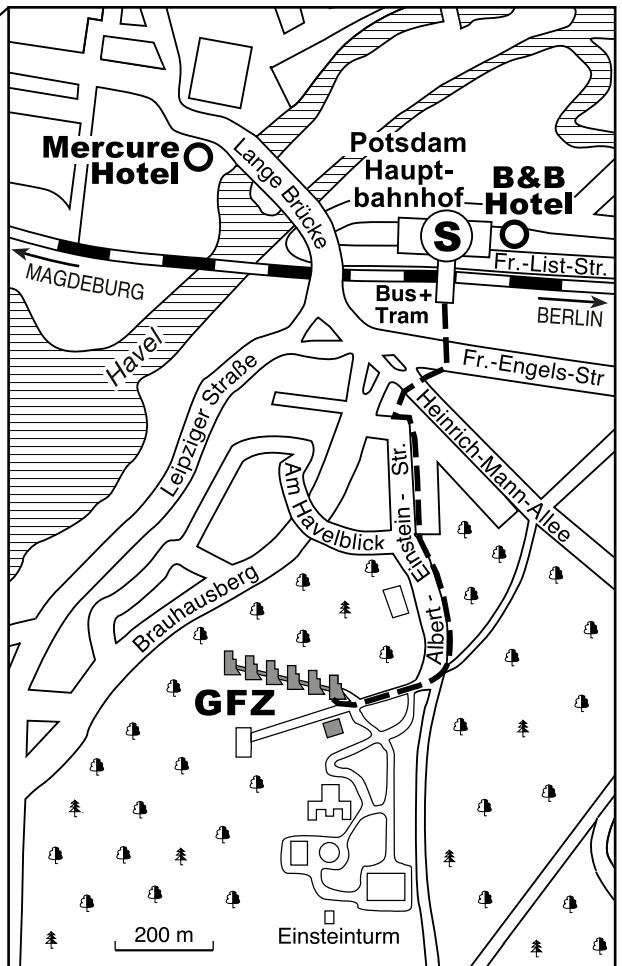 Mercure
Hotel
Lange Brücke
Potsdam
Haupt-
bahnhof
B&B
Hotel
S
Fr.-List-Str.
MAGDEBURG
Bus+
Tram
BERLIN
Havel
Leipziger Straße
Fr.-Engels-Str
Heinrich-Mann-Allee
Am Havelblick
Albert - Einstein - Str.
Brauhausberg
GFZ
200 m
Einsteinturm